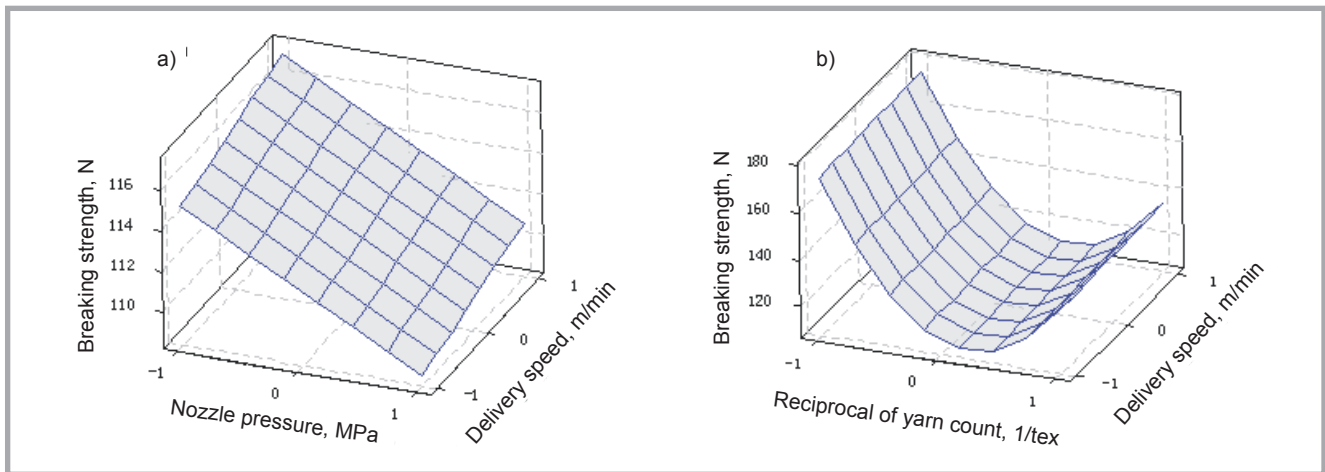 a)
Breaking strength, N
116
114
112
110
-1
0
1
Nozzle pressure, MPa
-1
0
1
Delivery speed, m/min
b)
Breaking strength, N
180
160
140
120
-1
0
1
Reciprocal of yarn count, 1/tex
-1
0
1
Delivery speed, m/min